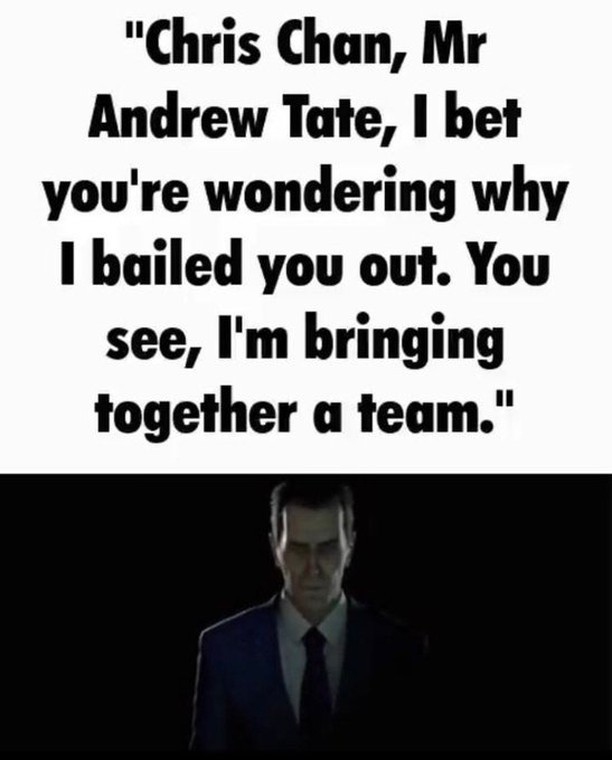 "Chris Chan, Mr
Andrew Tate, I bet
you're wondering why
I bailed you out. You
see, I'm bringing
together a team."